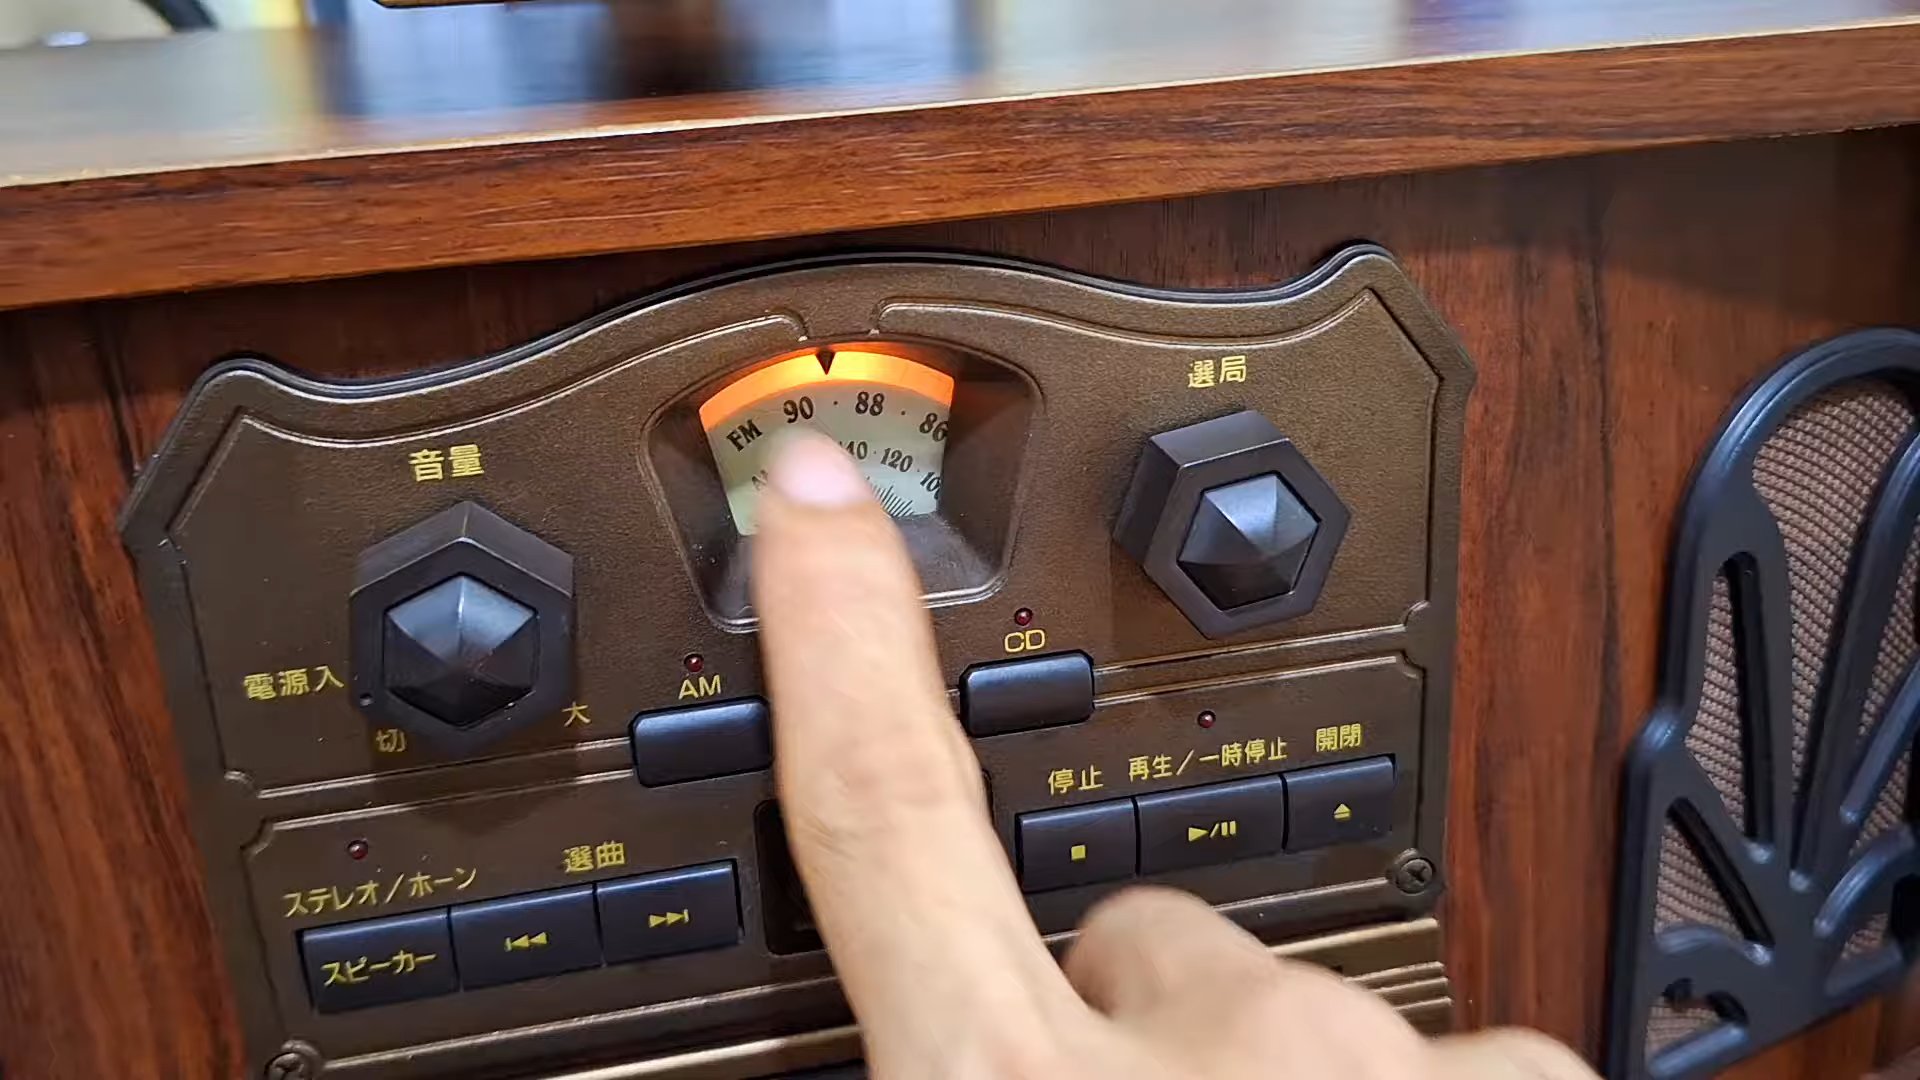 選局
90 · 88 · 86
FM
40 · 120 · 10
音量
電源入
切
大
AM
CD
停止
再生/一時停止
開閉
ステレオ/ホーン
選曲
スピーカー